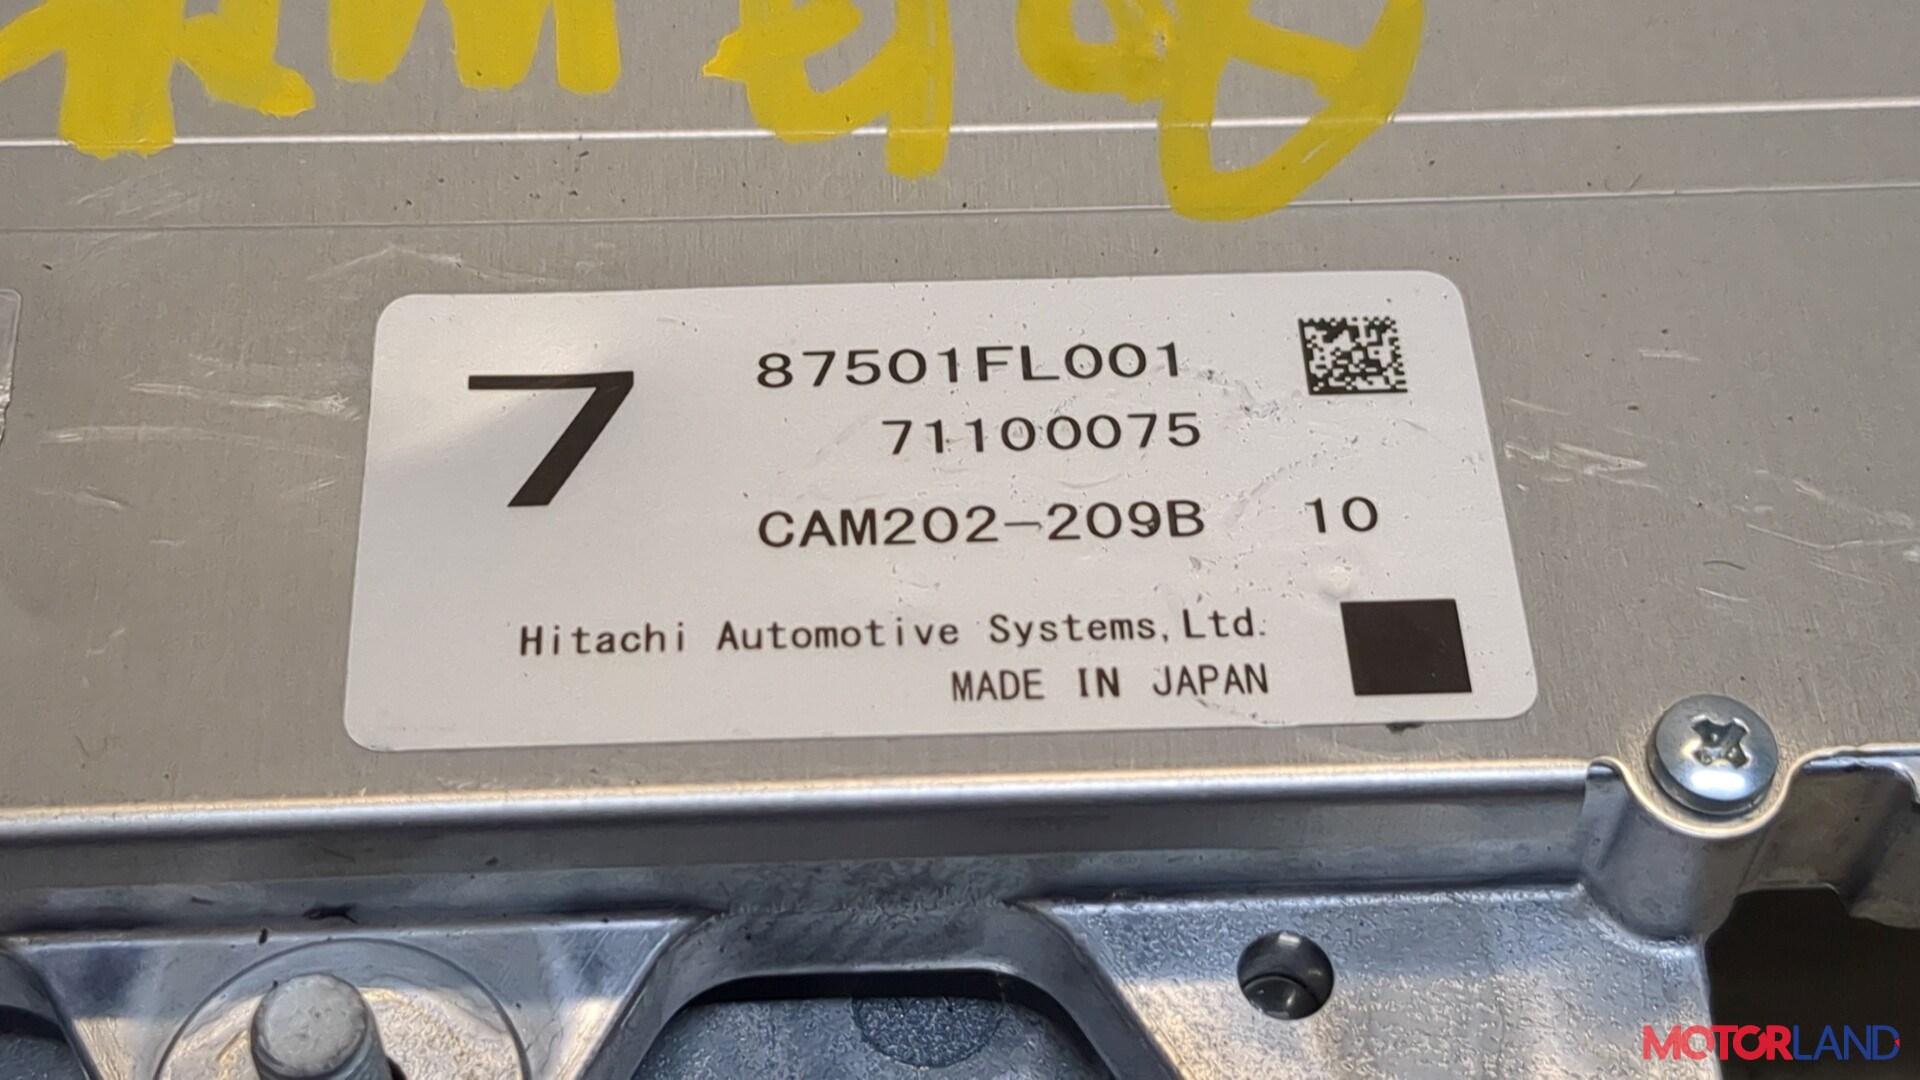 7
87501FL001
71100075
CAM202-209B 10
Hitachi Automotive Systems,Ltd.
MADE IN JAPAN
MOTORLAND